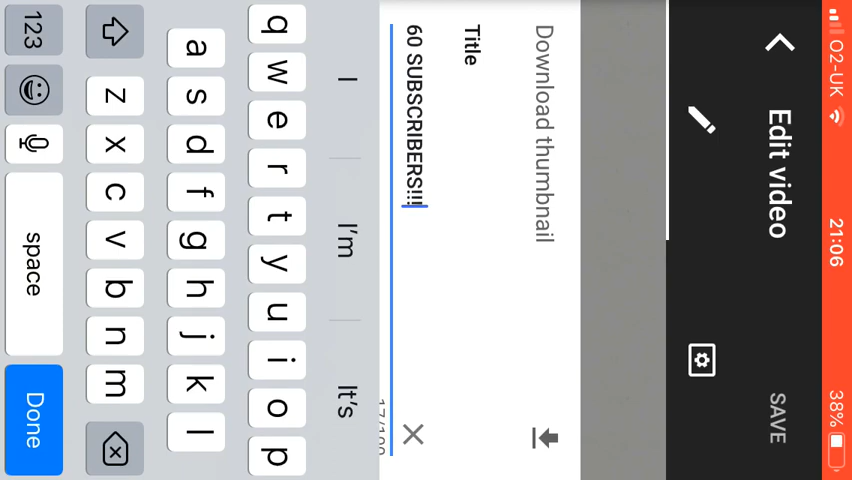 O2-UK 21:06 38%
Edit video SAVE
Download thumbnail
Title
60 SUBSCRIBERS!!!
I I'm It's
q w e r t y u i o p
a s d f g h j k l
z x c v b n m
123 space Done